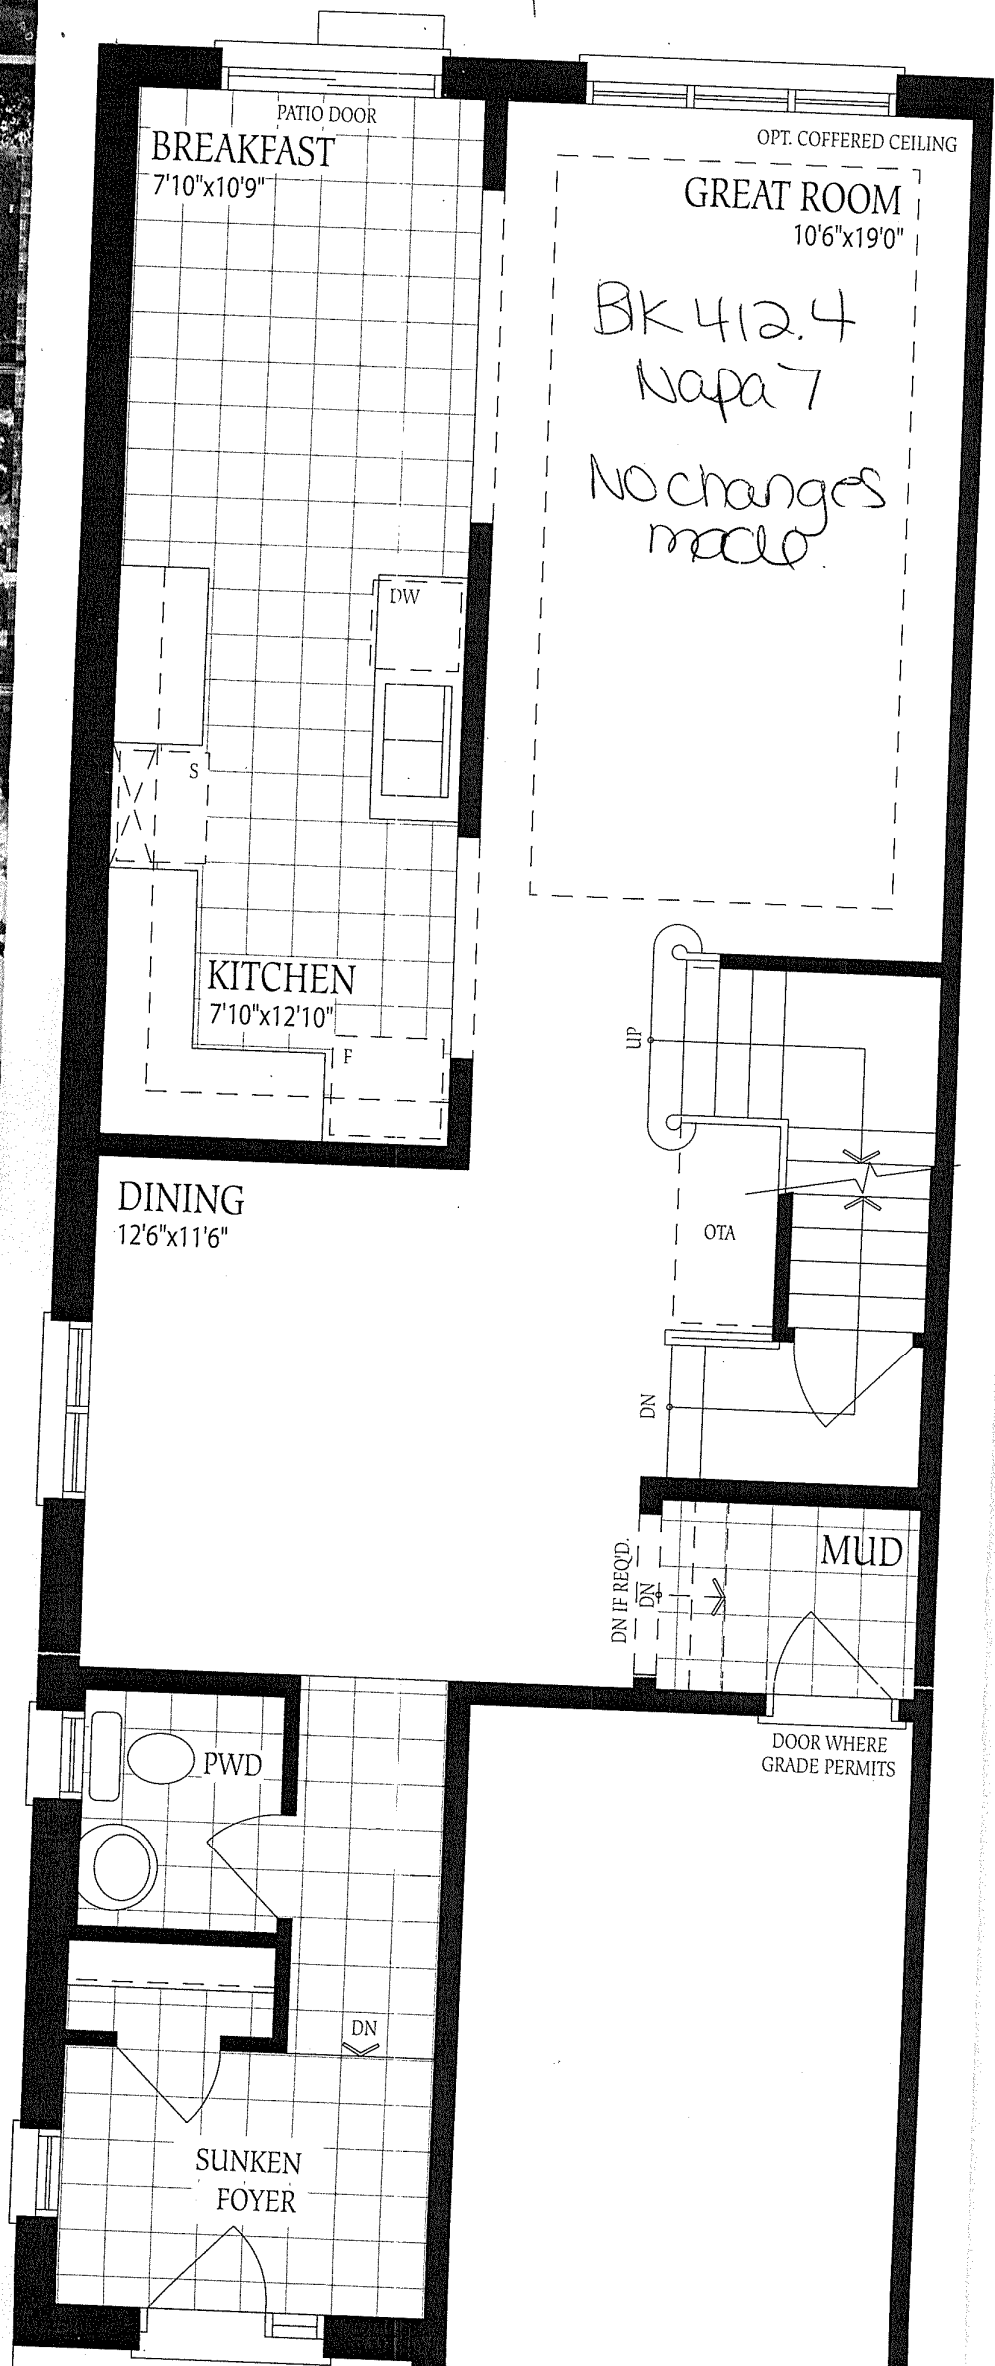 PATIO DOOR
BREAKFAST
7'10"x10'9"
OPT. COFFERED CEILING
GREAT ROOM
10'6"x19'0"
Blk 412.4
Napa 7
No changes
made.
DW
S
KITCHEN
7'10"x12'10"
F
UP
DINING
12'6"x11'6"
OTA
DN
MUD
DN IF REQ'D.
DN
DOOR WHERE
GRADE PERMITS
PWD
DN
SUNKEN
FOYER